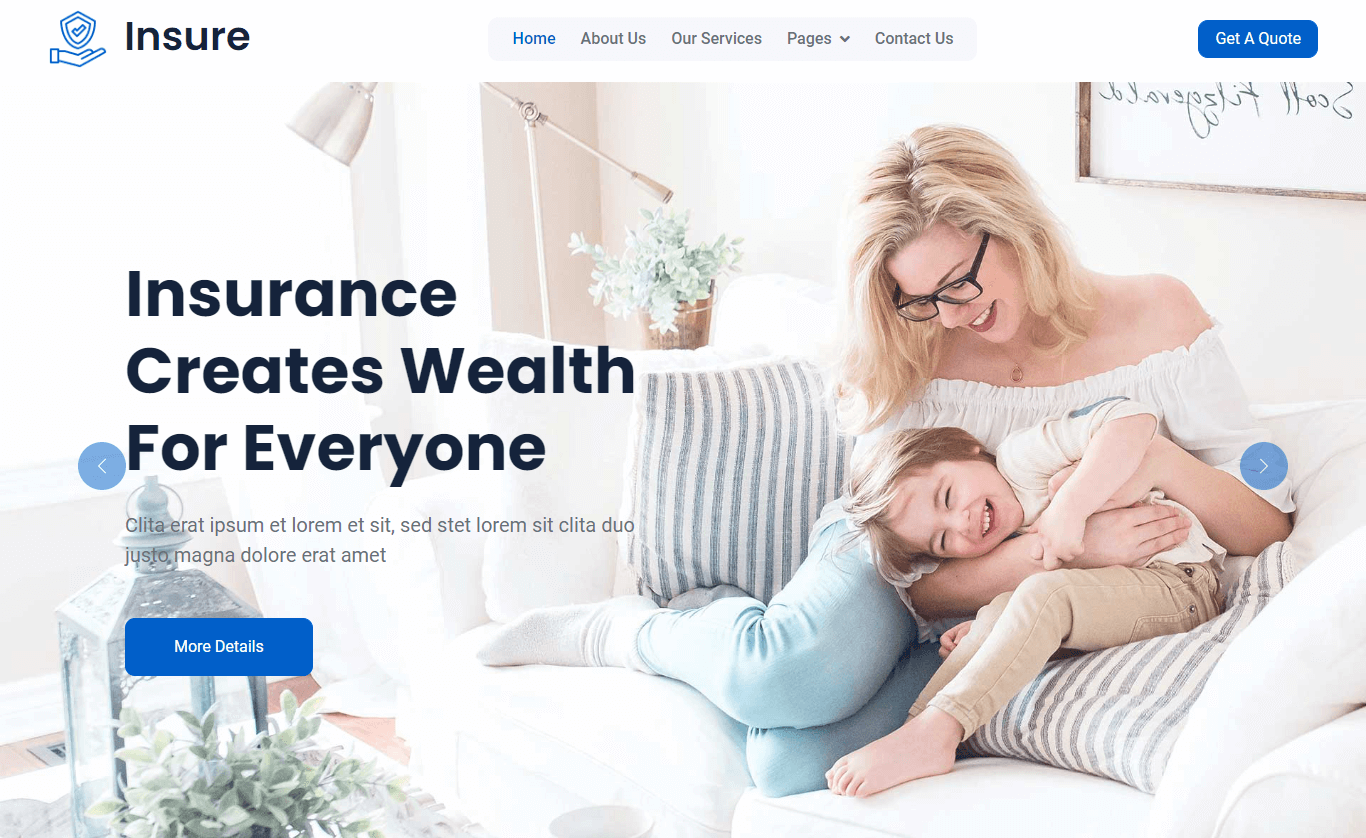 Insure
Home About Us Our Services Pages Contact Us
Get A Quote
Scott Fitzgerald
Insurance
Creates Wealth
For Everyone
Clita erat ipsum et lorem et sit, sed stet lorem sit clita duo
justo magna dolore erat amet
More Details